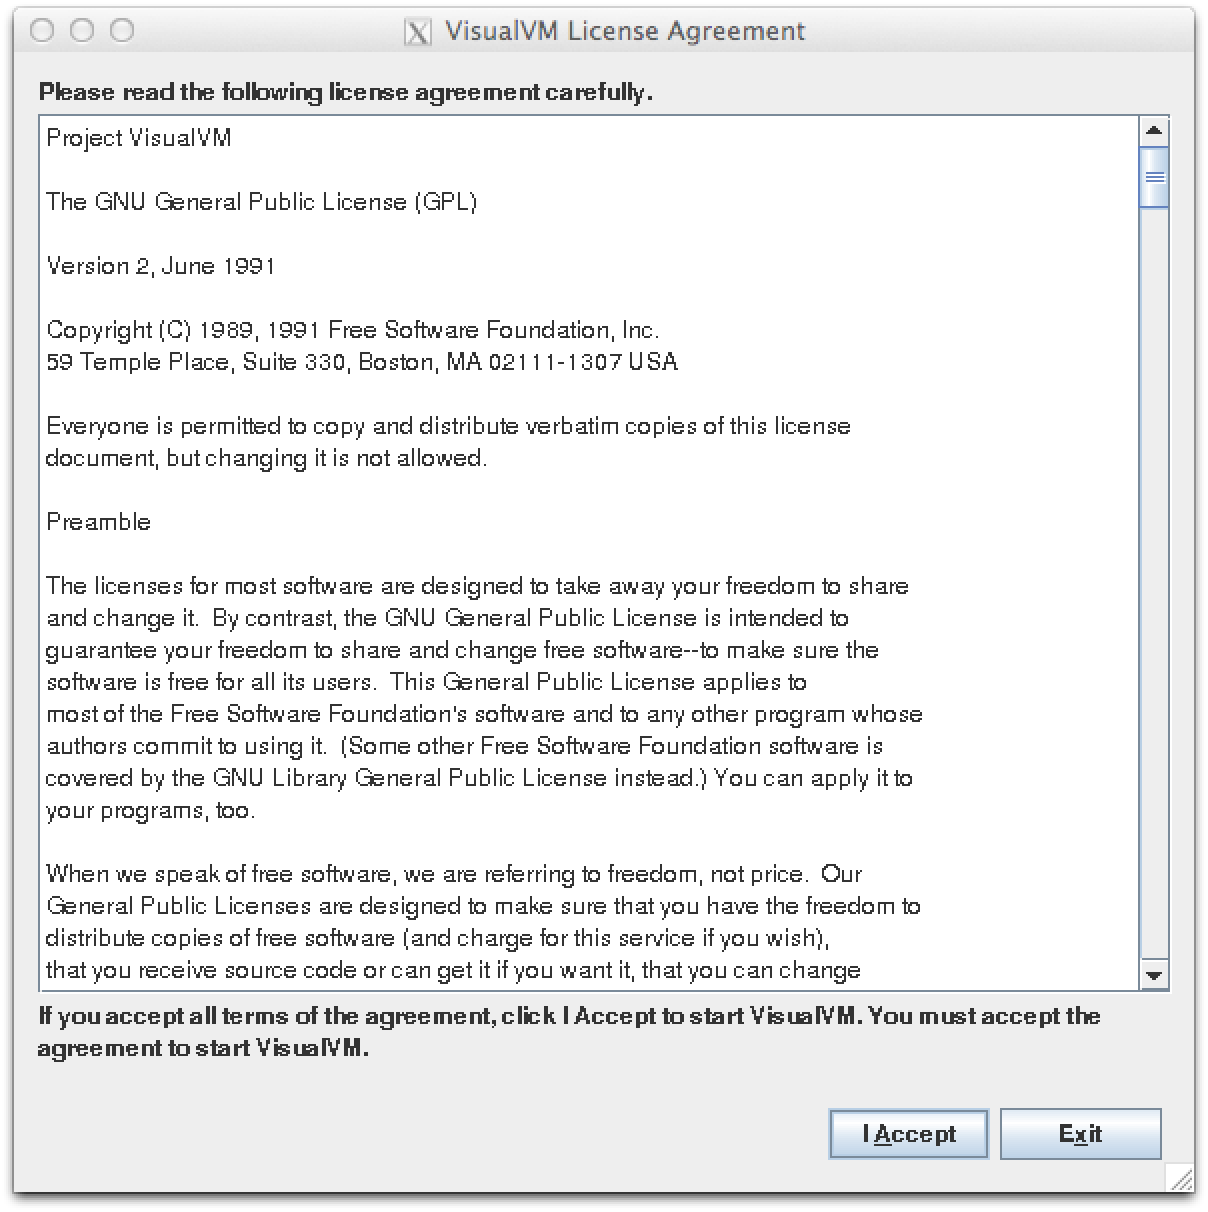 VisualVM License Agreement
Please read the following license agreement carefully.
Project VisualVM
The GNU General Public License (GPL)
Version 2, June 1991
Copyright (C) 1989, 1991 Free Software Foundation, Inc.
59 Temple Place, Suite 330, Boston, MA 02111-1307 USA
Everyone is permitted to copy and distribute verbatim copies of this license
document, but changing it is not allowed.
Preamble
The licenses for most software are designed to take away your freedom to share
and change it.  By contrast, the GNU General Public License is intended to
guarantee your freedom to share and change free software--to make sure the
software is free for all its users.  This General Public License applies to
most of the Free Software Foundation's software and to any other program whose
authors commit to using it.  (Some other Free Software Foundation software is
covered by the GNU Library General Public License instead.) You can apply it to
your programs, too.
When we speak of free software, we are referring to freedom, not price.  Our
General Public Licenses are designed to make sure that you have the freedom to
distribute copies of free software (and charge for this service if you wish),
that you receive source code or can get it if you want it, that you can change
If you accept all terms of the agreement, click I Accept to start VisualVM. You must accept the
agreement to start VisualVM.
I Accept
Exit